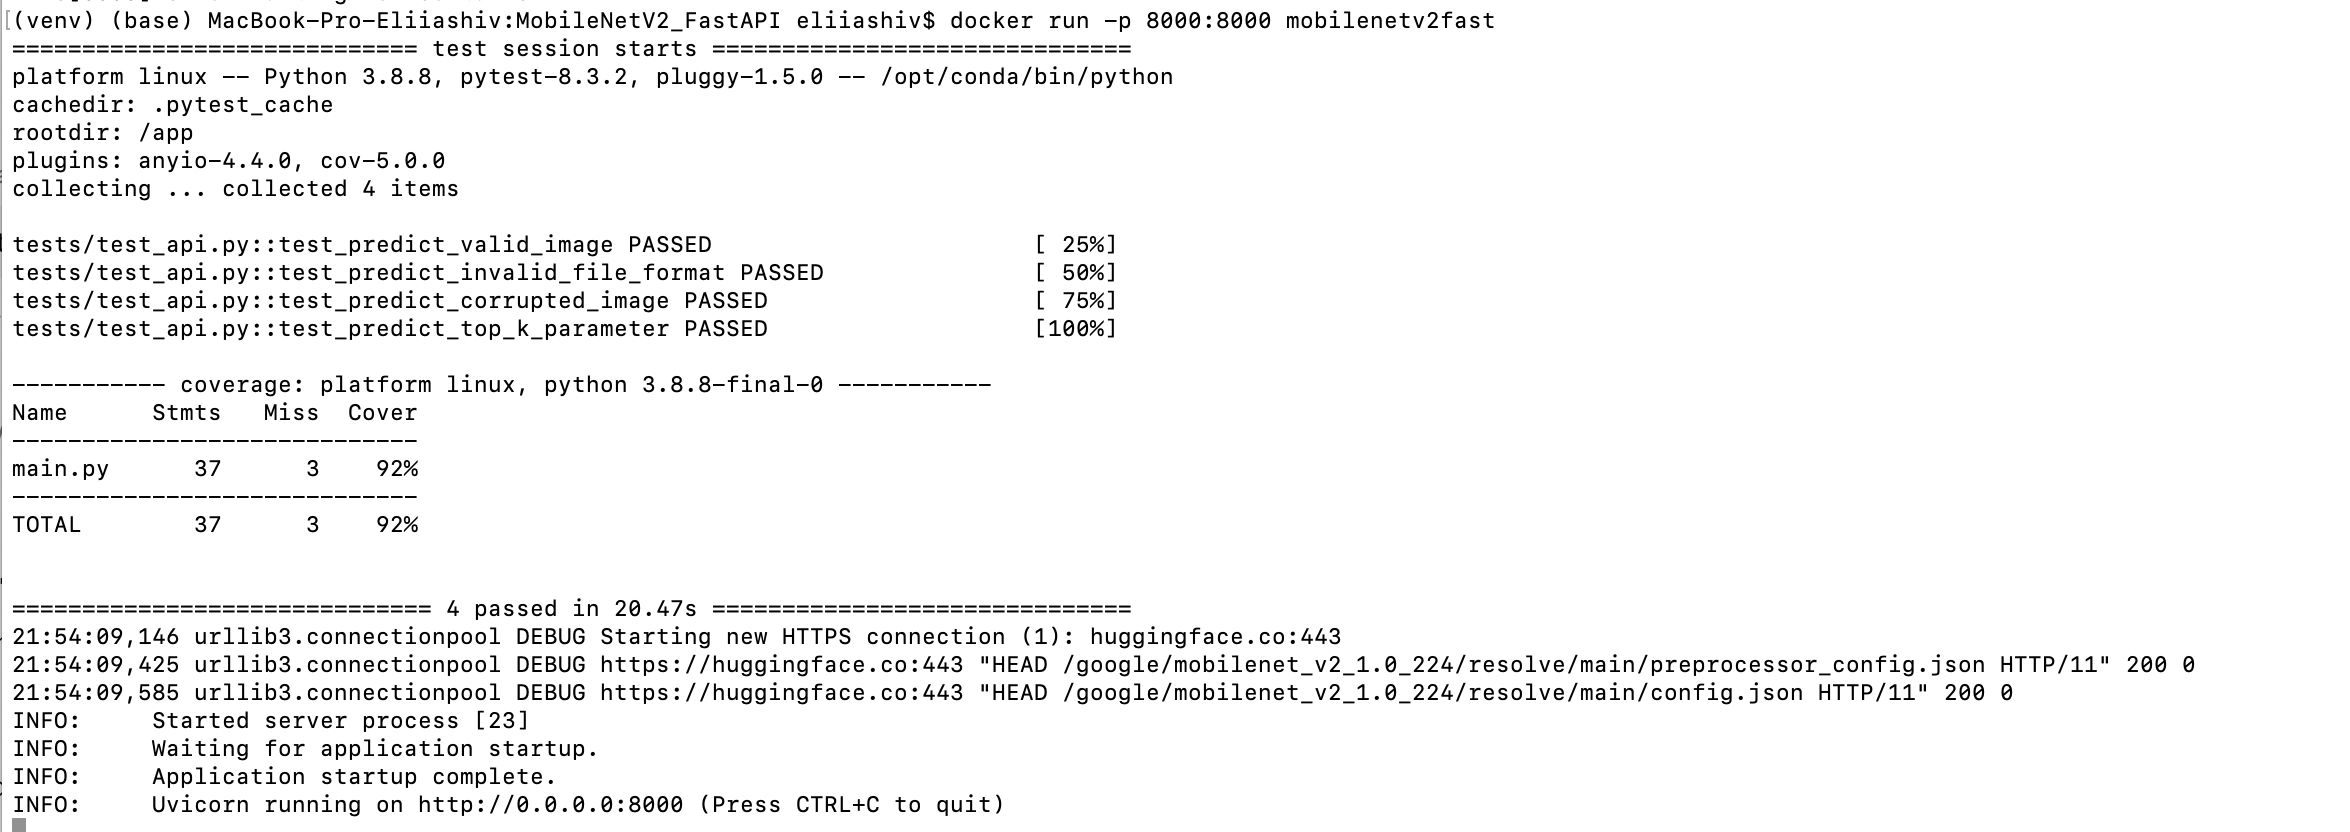 (venv) (base) MacBook-Pro-Eliiashiv:MobileNetV2_FastAPI eliiashiv$ docker run -p 8000:8000 mobilenetv2fast
============================= test session starts ==============================
platform linux -- Python 3.8.8, pytest-8.3.2, pluggy-1.5.0 -- /opt/conda/bin/python
cachedir: .pytest_cache
rootdir: /app
plugins: anyio-4.4.0, cov-5.0.0
collecting ... collected 4 items
tests/test_api.py::test_predict_valid_image PASSED                       [ 25%]
tests/test_api.py::test_predict_invalid_file_format PASSED               [ 50%]
tests/test_api.py::test_predict_corrupted_image PASSED                   [ 75%]
tests/test_api.py::test_predict_top_k_parameter PASSED                   [100%]
----------- coverage: platform linux, python 3.8.8-final-0 -----------
Name      Stmts   Miss  Cover
-----------------------------
main.py      37      3    92%
-----------------------------
TOTAL        37      3    92%
============================== 4 passed in 20.47s ==============================
21:54:09,146 urllib3.connectionpool DEBUG Starting new HTTPS connection (1): huggingface.co:443
21:54:09,425 urllib3.connectionpool DEBUG https://huggingface.co:443 "HEAD /google/mobilenet_v2_1.0_224/resolve/main/preprocessor_config.json HTTP/11" 200 0
21:54:09,585 urllib3.connectionpool DEBUG https://huggingface.co:443 "HEAD /google/mobilenet_v2_1.0_224/resolve/main/config.json HTTP/11" 200 0
INFO:     Started server process [23]
INFO:     Waiting for application startup.
INFO:     Application startup complete.
INFO:     Uvicorn running on http://0.0.0.0:8000 (Press CTRL+C to quit)